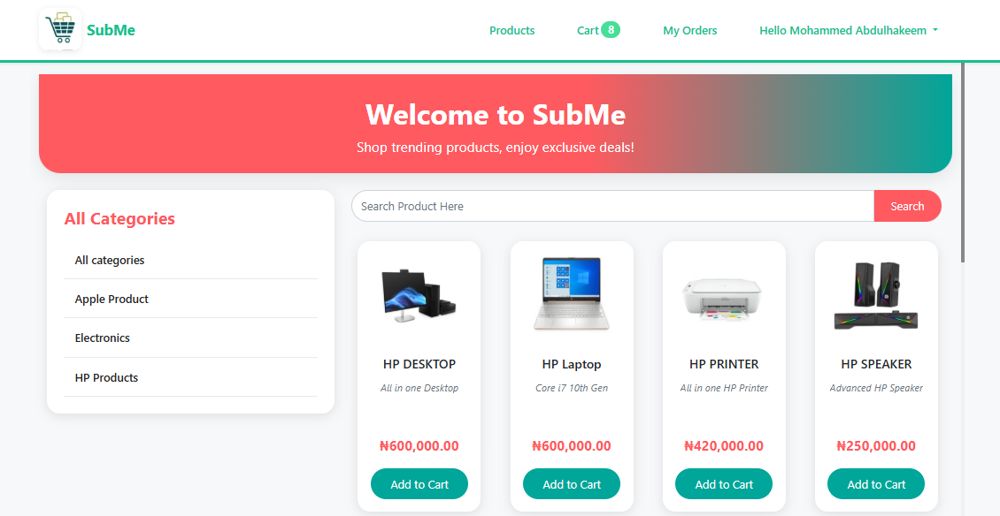 SubMe
Products
Cart 8
My Orders
Hello Mohammed Abdulhakeem
Welcome to SubMe
Shop trending products, enjoy exclusive deals!
All Categories
All categories
Apple Product
Electronics
HP Products
Search Product Here
Search
HP DESKTOP
All in one Desktop
₦600,000.00
Add to Cart
HP Laptop
Core i7 10th Gen
₦600,000.00
Add to Cart
HP PRINTER
All in one HP Printer
₦420,000.00
Add to Cart
HP SPEAKER
Advanced HP Speaker
₦250,000.00
Add to Cart